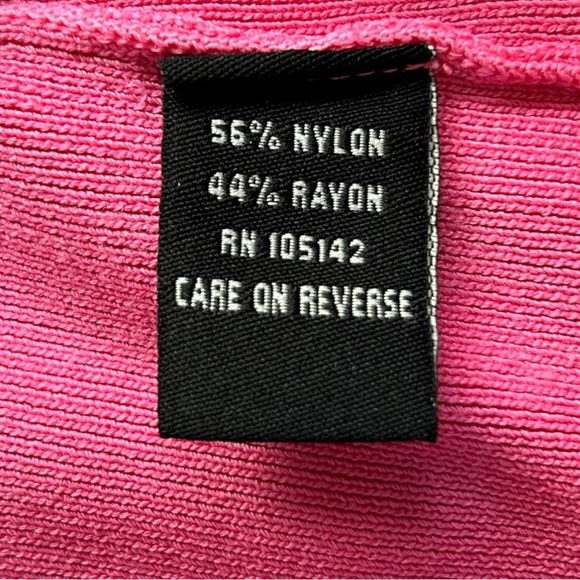 56% NYLON
44% RAYON
RN 105142
CARE ON REVERSE